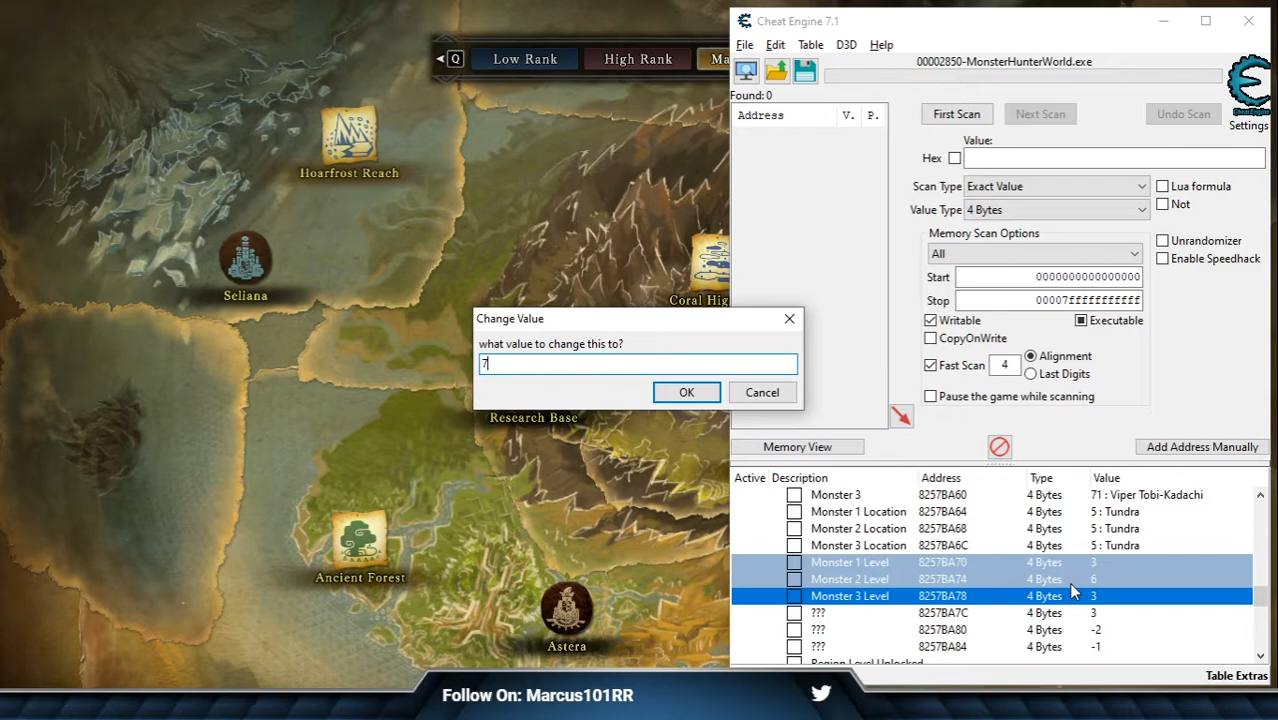 Q
Low Rank
High Rank
Ma
Hoarfrost Reach
Seliana
Coral Hig
Research Base
Ancient Forest
Astera
Cheat Engine 7.1
File Edit Table D3D Help
00002850-MonsterHunterWorld.exe
Found:0
Address V. P.
First Scan Next Scan Undo Scan
Cheat Engine
Settings
Value:
Hex
Scan Type Exact Value Lua formula
Value Type 4 Bytes Not
Memory Scan Options
All
Unrandomizer
Enable Speedhack
Start 0000000000000000
Stop 00007fffffffffff
Writable Executable
CopyOnWrite
Fast Scan 4 Alignment
Last Digits
Pause the game while scanning
Change Value
what value to change this to?
7
OK Cancel
Memory View Add Address Manually
Active Description Address Type Value
Monster 3 8257BA60 4 Bytes 71 : Viper Tobi-Kadachi
Monster 1 Location 8257BA64 4 Bytes 5 : Tundra
Monster 2 Location 8257BA68 4 Bytes 5 : Tundra
Monster 3 Location 8257BA6C 4 Bytes 5 : Tundra
Monster 1 Level 8257BA70 4 Bytes 3
Monster 2 Level 8257BA74 4 Bytes 6
Monster 3 Level 8257BA78 4 Bytes 3
??? 8257BA7C 4 Bytes 3
??? 8257BA80 4 Bytes -2
??? 8257BA84 4 Bytes -1
Region Level Unlocked
Table Extras
Follow On: Marcus101RR